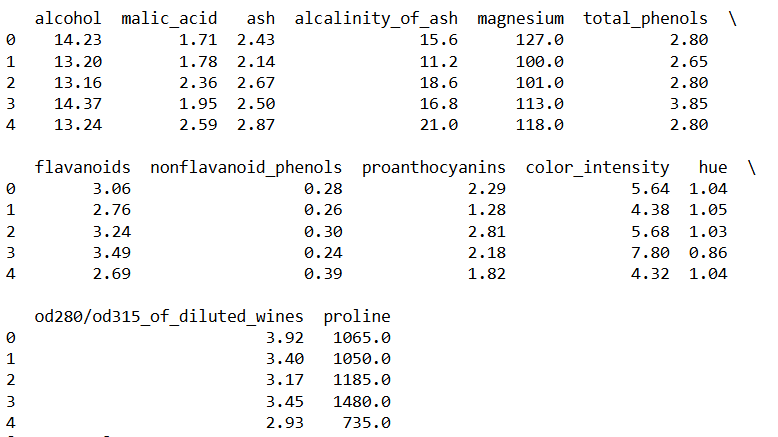 alcohol malic_acid ash alcalinity_of_ash magnesium total_phenols \
0 14.23 1.71 2.43 15.6 127.0 2.80
1 13.20 1.78 2.14 11.2 100.0 2.65
2 13.16 2.36 2.67 18.6 101.0 2.80
3 14.37 1.95 2.50 16.8 113.0 3.85
4 13.24 2.59 2.87 21.0 118.0 2.80
flavanoids nonflavanoid_phenols proanthocyanins color_intensity hue \
0 3.06 0.28 2.29 5.64 1.04
1 2.76 0.26 1.28 4.38 1.05
2 3.24 0.30 2.81 5.68 1.03
3 3.49 0.24 2.18 7.80 0.86
4 2.69 0.39 1.82 4.32 1.04
od280/od315_of_diluted_wines proline
0 3.92 1065.0
1 3.40 1050.0
2 3.17 1185.0
3 3.45 1480.0
4 2.93 735.0